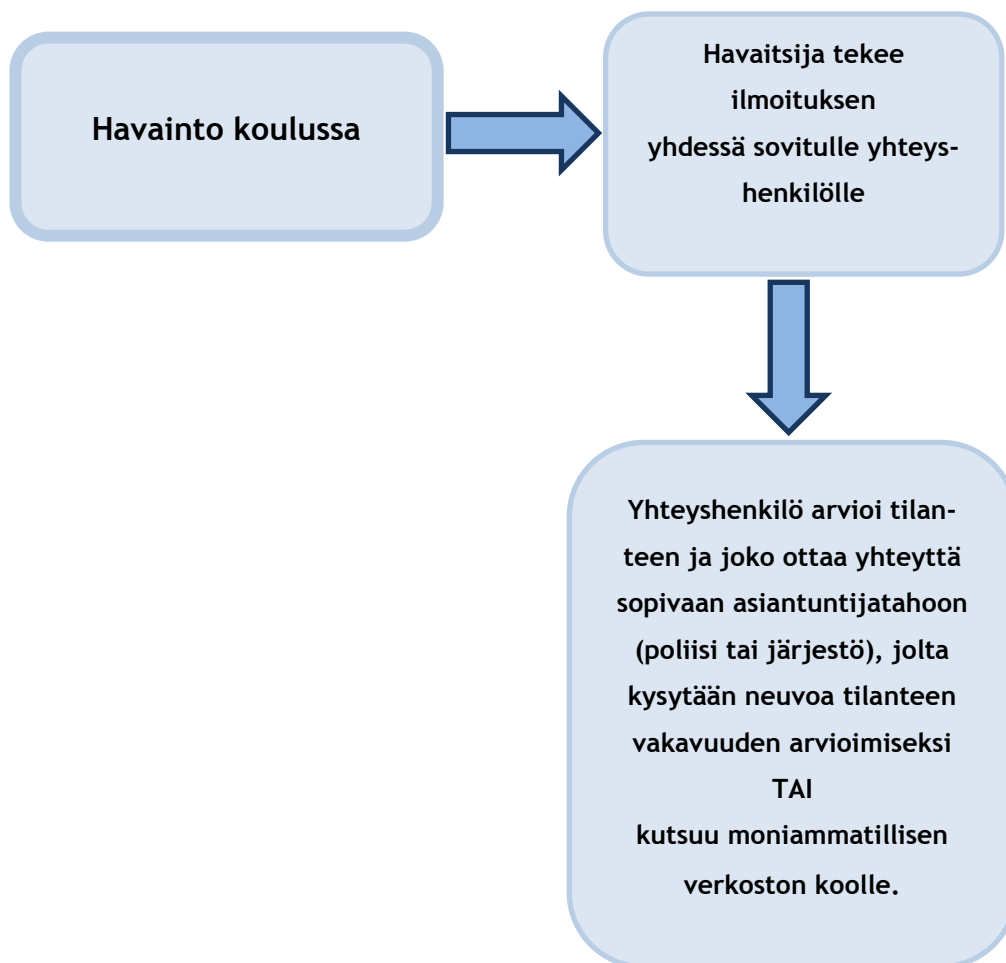 Havainto koulussa
Havaitsija tekee
ilmoituksen
yhdessä sovitulle yhteys-
henkilölle
Yhteyshenkilö arvioi tilan-
teen ja joko ottaa yhteyttä
sopivaan asiantuntijatahoon
(poliisi tai järjestö), jolta
kysytään neuvoa tilanteen
vakavuuden arvioimiseksi
TAI
kutsuu moniammatillisen
verkoston koolle.